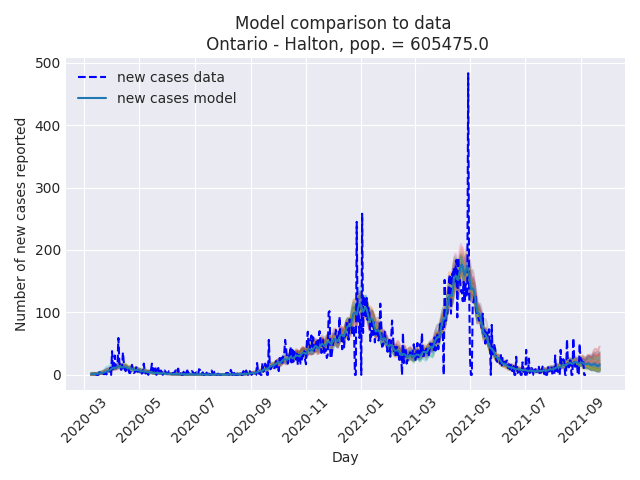 Model comparison to data
Ontario - Halton, pop. = 605475.0
new cases data
new cases model
Number of new cases reported
500
400
300
200
100
0
2020-03
2020-05
2020-07
2020-09
2020-11
2021-01
2021-03
2021-05
2021-07
2021-09
Day